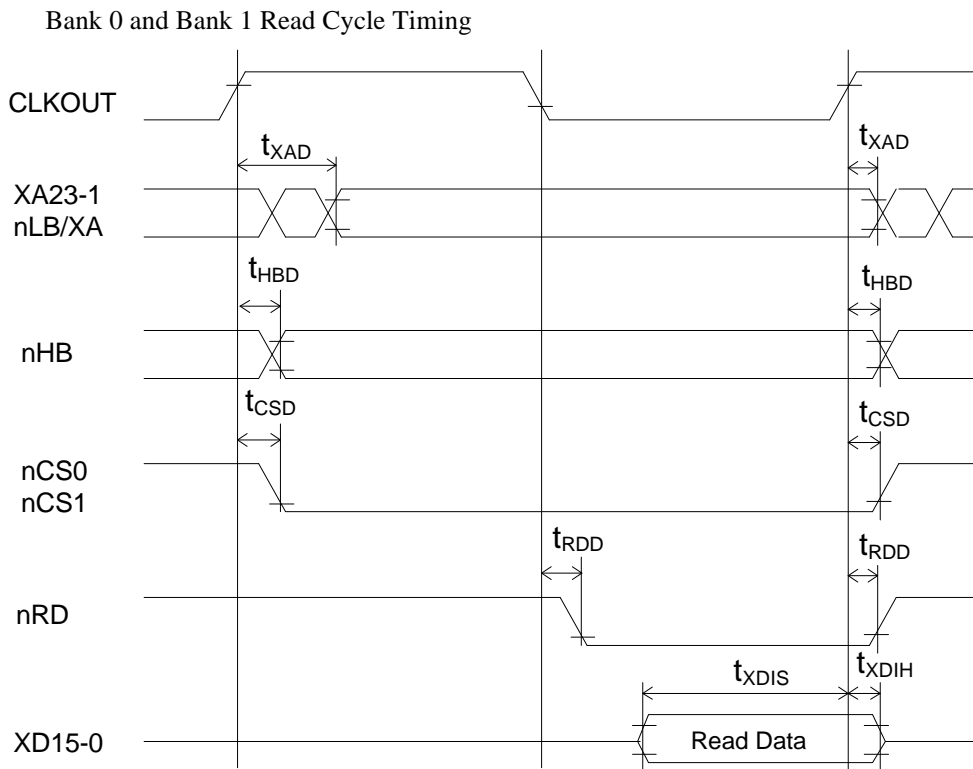 Bank 0 and Bank 1 Read Cycle Timing
CLKOUT
tXAD tXAD
XA23-1
nLB/XA
tHBD tHBD
nHB
tCSD tCSD
nCS0
nCS1
tRDD tRDD
nRD
tXDIS tXDIH
XD15-0 Read Data